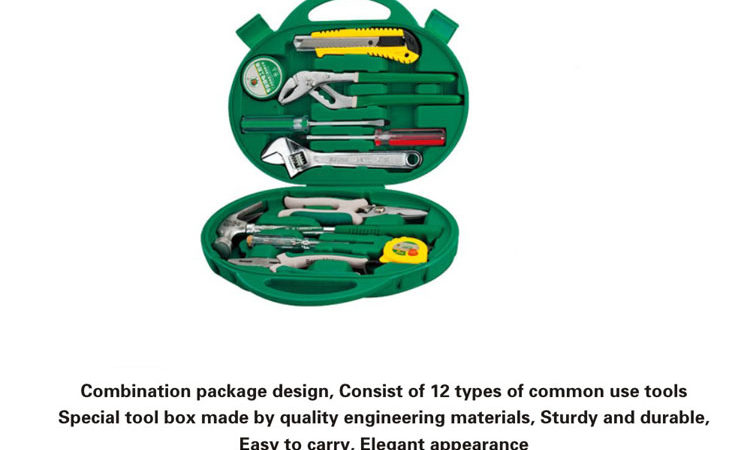 Combination package design, Consist of 12 types of common use tools
Special tool box made by quality engineering materials, Sturdy and durable,
Easy to carry, Elegant appearance